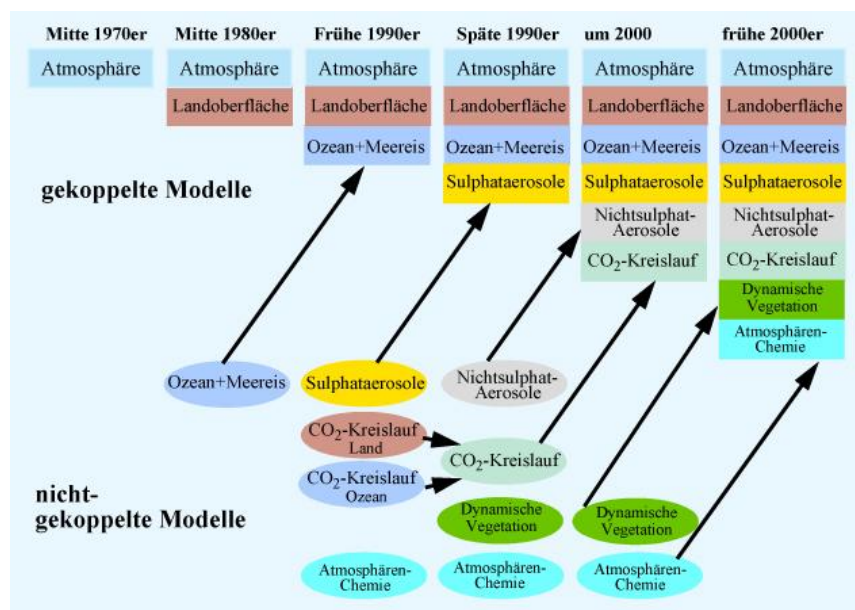 Mitte 1970er Mitte 1980er Frühe 1990er Späte 1990er um 2000 frühe 2000er
Atmosphäre Atmosphäre Atmosphäre Atmosphäre Atmosphäre Atmosphäre
Landoberfläche Landoberfläche Landoberfläche Landoberfläche Landoberfläche
Ozean+Meereis Ozean+Meereis Ozean+Meereis Ozean+Meereis
gekoppelte Modelle
Sulphataerosole Sulphataerosole Sulphataerosole
Nichtsulphat-
Aerosole
Nichtsulphat-
Aerosole
CO₂-Kreislauf CO₂-Kreislauf
Dynamische
Vegetation
Atmosphären-
Chemie
Ozean+Meereis Sulphataerosole
Nichtsulphat-
Aerosole
CO₂-Kreislauf
Land
CO₂-Kreislauf
CO₂-Kreislauf
Ozean
nicht-
gekoppelte Modelle
Dynamische
Vegetation
Dynamische
Vegetation
Atmosphären-
Chemie
Atmosphären-
Chemie
Atmosphären-
Chemie